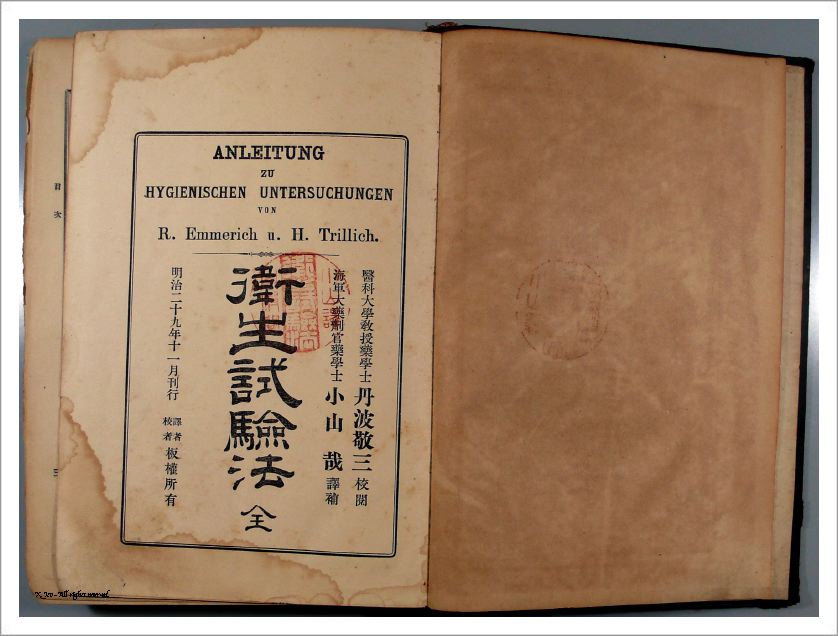 ANLEITUNG
ZU
HYGIENISCHEN UNTERSUCHUNGEN
VON
R. Emmerich u. H. Trillich.
醫科大學敎授藥學士 丹波敬三 校閲
海軍大藥劑官藥學士 小山 哉 譯補
衛生試驗法 全
明治二十九年十一月刊行
譯者
校者
板權所有
目次